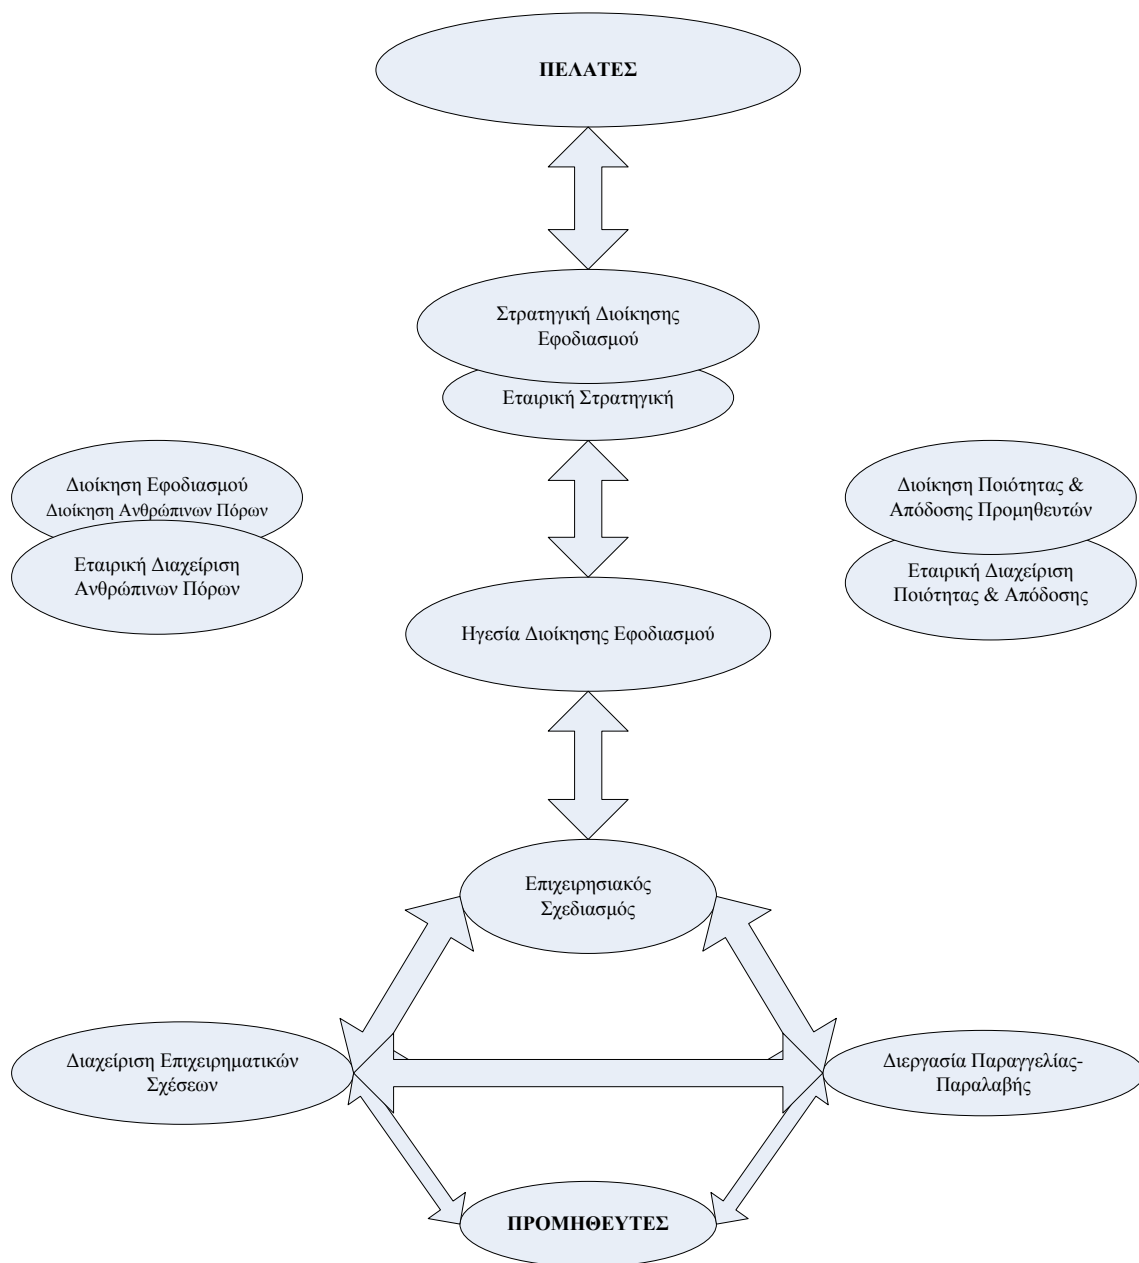 ΠΕΛΑΤΕΣ
Στρατηγική Διοίκησης
Εφοδιασμού
Εταιρική Στρατηγική
Διοίκηση Εφοδιασμού
Διοίκηση Ανθρώπινων Πόρων
Εταιρική Διαχείριση
Ανθρώπινων Πόρων
Διοίκηση Ποιότητας &
Απόδοσης Προμηθευτών
Εταιρική Διαχείριση
Ποιότητας & Απόδοσης
Ηγεσία Διοίκησης Εφοδιασμού
Επιχειρησιακός
Σχεδιασμός
Διαχείριση Επιχειρηματικών
Σχέσεων
Διεργασία Παραγγελίας-
Παραλαβής
ΠΡΟΜΗΘΕΥΤΕΣ